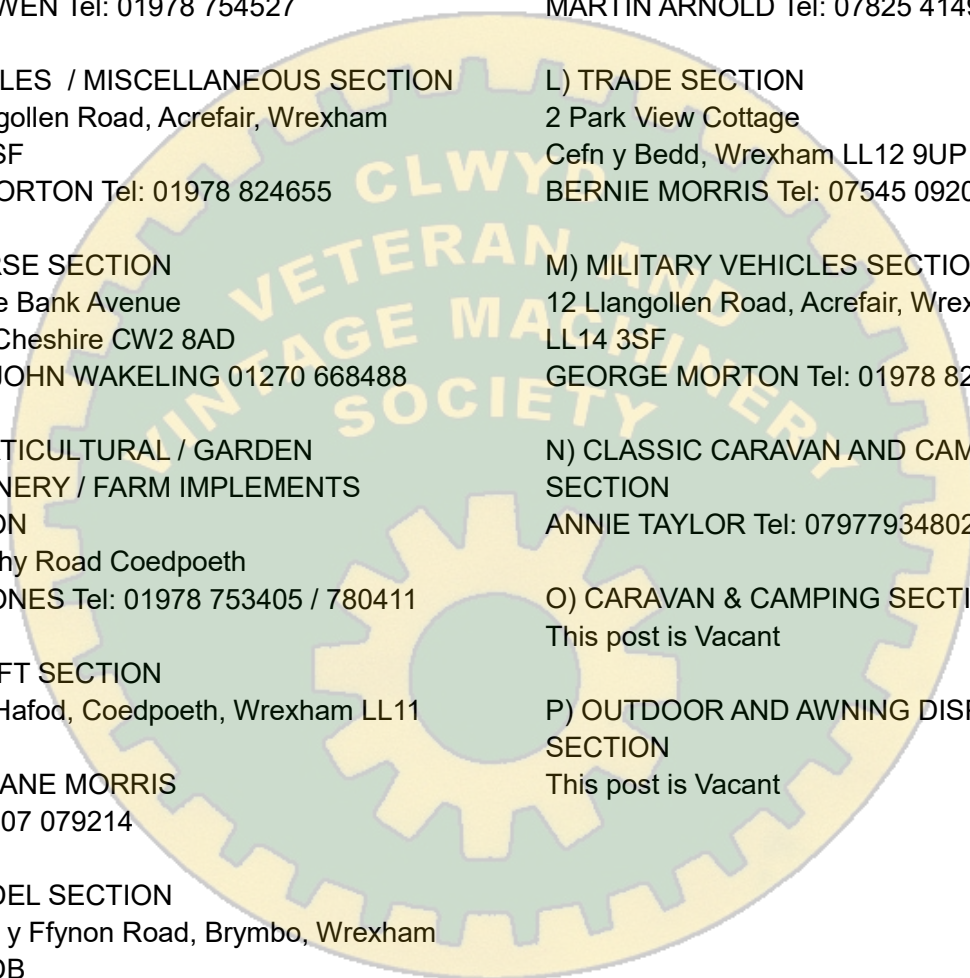 WEN Tel: 01978 754527
LES / MISCELLANEOUS SECTION
gollen Road, Acrefair, Wrexham
SF
ORTON Tel: 01978 824655
RSE SECTION
e Bank Avenue
Cheshire CW2 8AD
JOHN WAKELING 01270 668488
TICULTURAL / GARDEN
NERY / FARM IMPLEMENTS
ON
hy Road Coedpoeth
ONES Tel: 01978 753405 / 780411
FT SECTION
Hafod, Coedpoeth, Wrexham LL11
ANE MORRIS
07 079214
DEL SECTION
y Ffynon Road, Brymbo, Wrexham
0B
MARTIN ARNOLD Tel: 07825 4149
L) TRADE SECTION
2 Park View Cottage
Cefn y Bedd, Wrexham LL12 9UP
BERNIE MORRIS Tel: 07545 0920
M) MILITARY VEHICLES SECTIO
12 Llangollen Road, Acrefair, Wrex
LL14 3SF
GEORGE MORTON Tel: 01978 82
N) CLASSIC CARAVAN AND CAM
SECTION
ANNIE TAYLOR Tel: 07977934802
O) CARAVAN & CAMPING SECTI
This post is Vacant
P) OUTDOOR AND AWNING DISP
SECTION
This post is Vacant
CLWYD
VETERAN AND
VINTAGE MACHINERY
SOCIETY